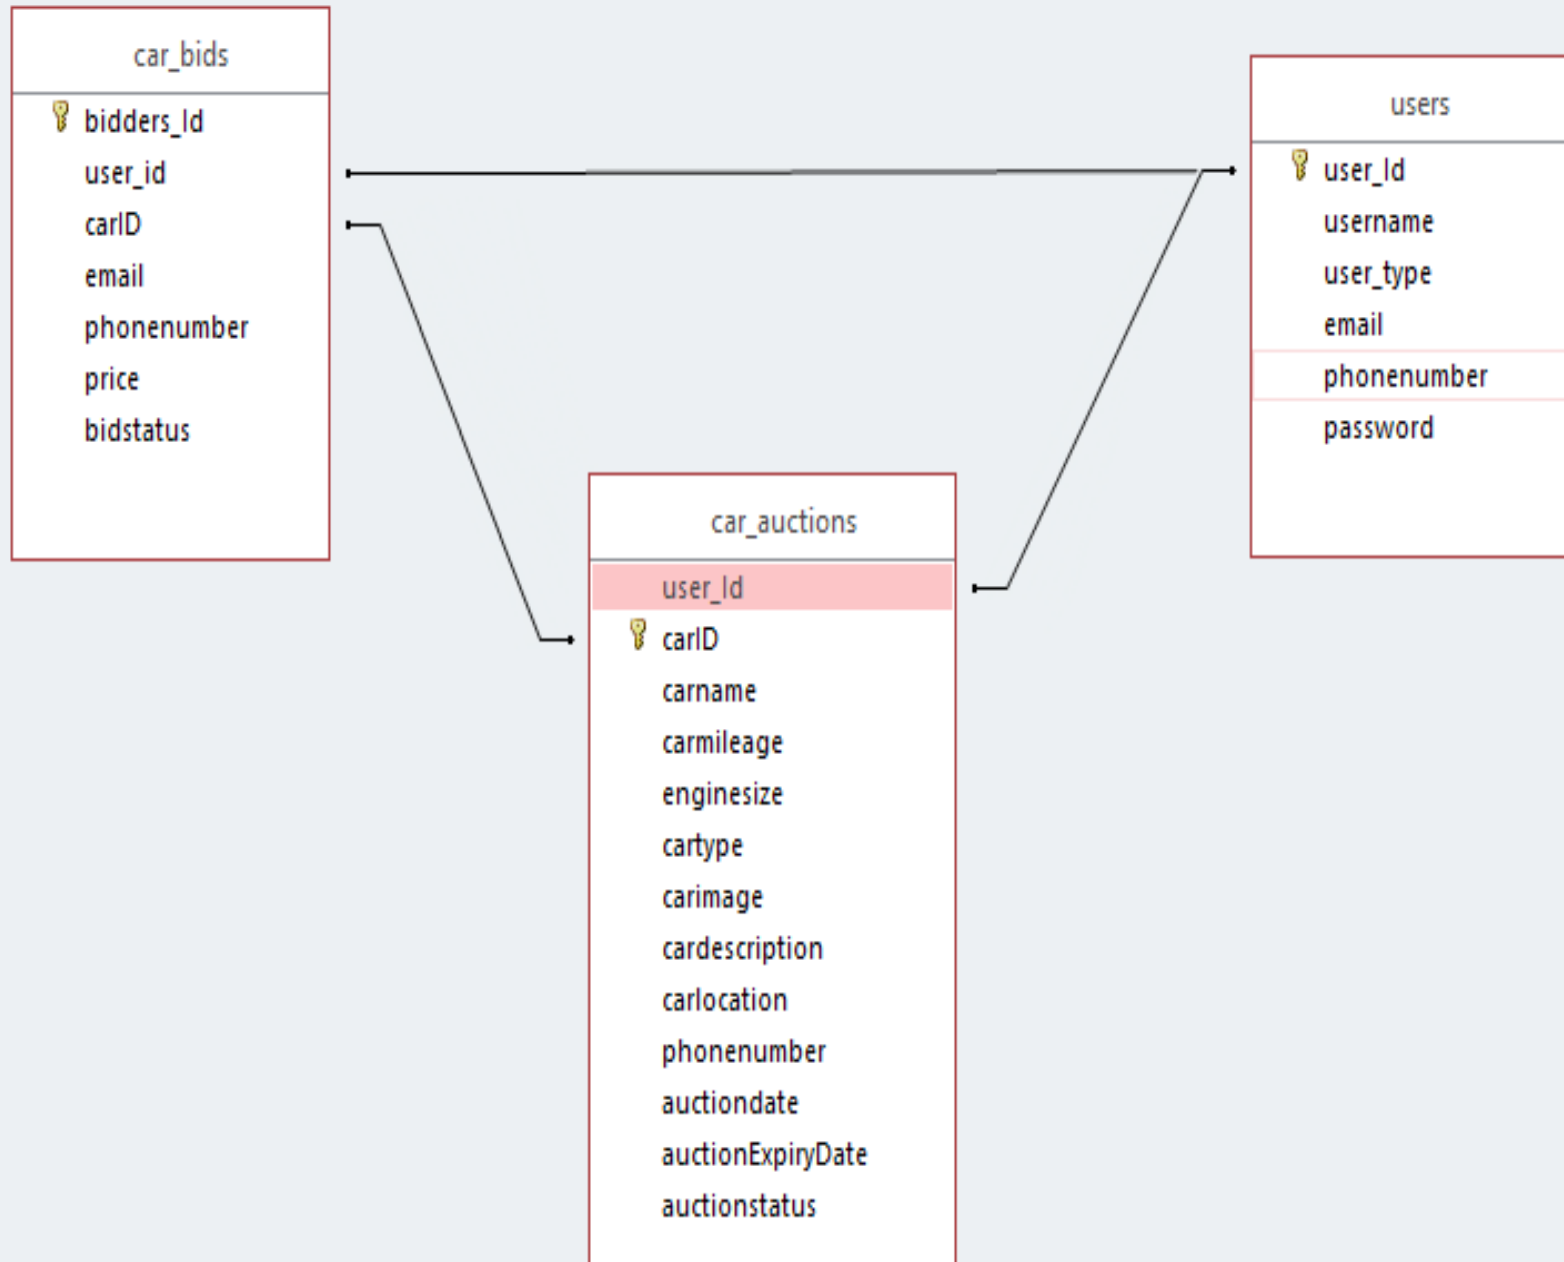 car_bids
bidders_Id
user_id
carID
email
phonenumber
price
bidstatus
users
user_Id
username
user_type
email
phonenumber
password
car_auctions
user_Id
carID
carname
carmileage
enginesize
cartype
carimage
cardescription
carlocation
phonenumber
auctiondate
auctionExpiryDate
auctionstatus